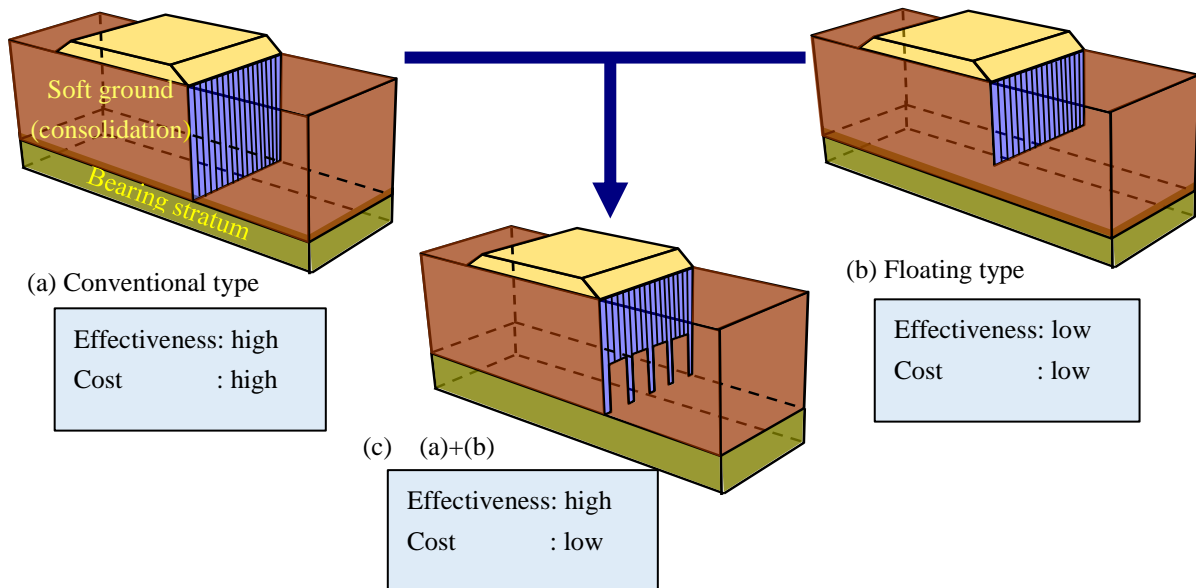 Soft ground
(consolidation)
Bearing stratum
(a) Conventional type
Effectiveness: high
Cost : high
(b) Floating type
Effectiveness: low
Cost : low
(c) (a)+(b)
Effectiveness: high
Cost : low